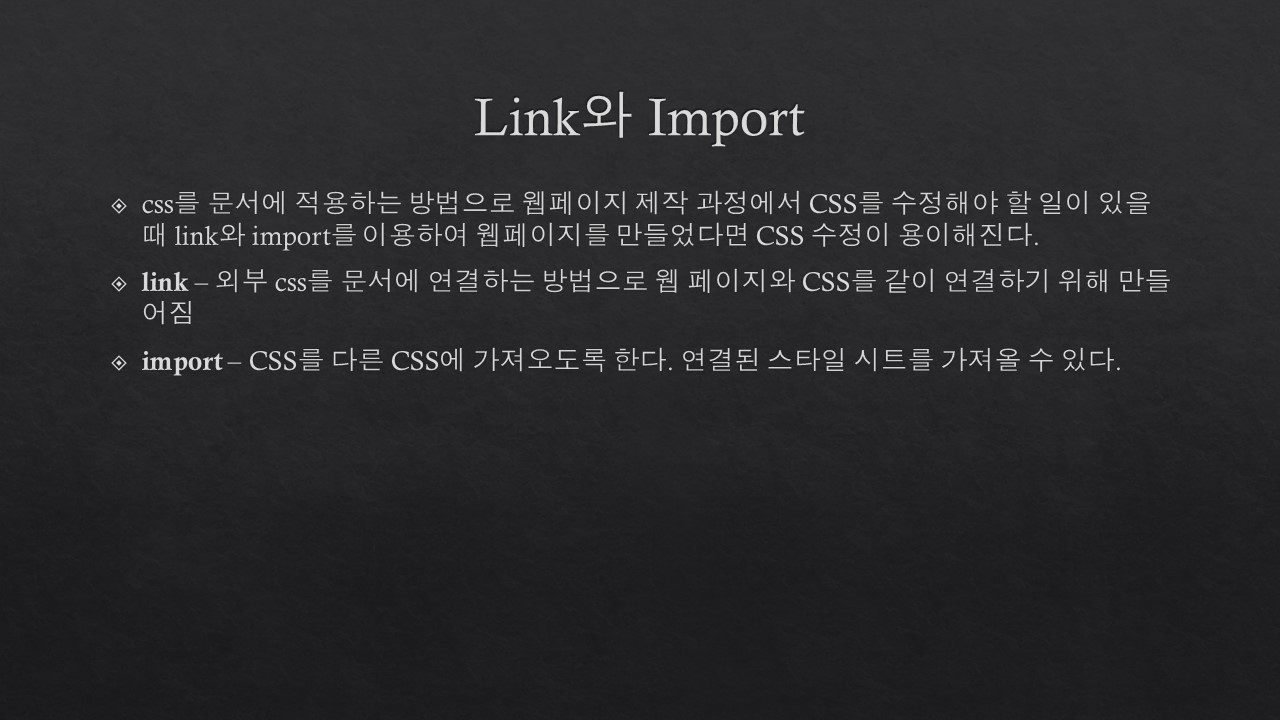 Link와 Import
css를 문서에 적용하는 방법으로 웹페이지 제작 과정에서 CSS를 수정해야 할 일이 있을
때 link와 import를 이용하여 웹페이지를 만들었다면 CSS 수정이 용이해진다.
link – 외부 css를 문서에 연결하는 방법으로 웹 페이지와 CSS를 같이 연결하기 위해 만들
어짐
import – CSS를 다른 CSS에 가져오도록 한다. 연결된 스타일 시트를 가져올 수 있다.